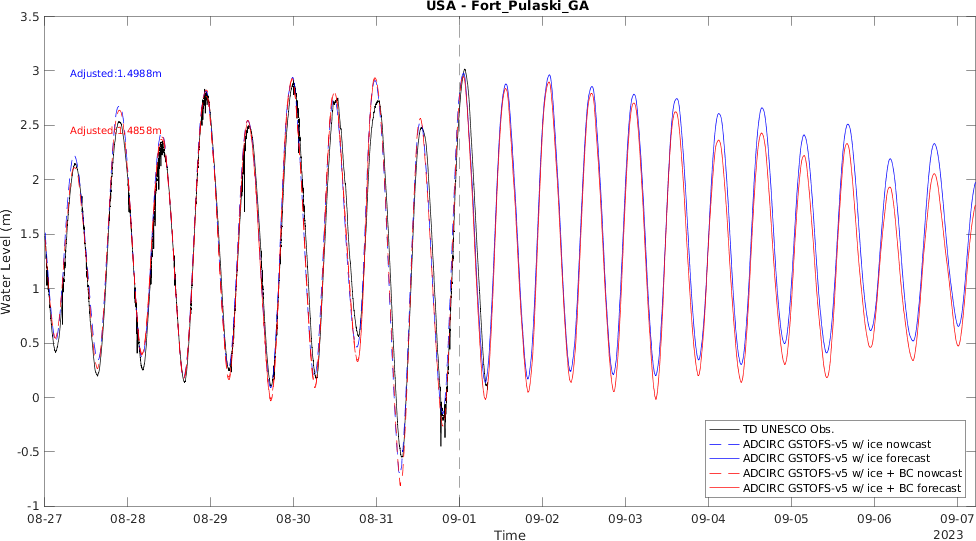 USA - Fort_Pulaski_GA
3.5
3
2.5
2
1.5
1
0.5
0
-0.5
-1
Water Level (m)
Adjusted:1.4988m
Adjusted:1.4858m
TD UNESCO Obs.
ADCIRC GSTOFS-v5 w/ ice nowcast
ADCIRC GSTOFS-v5 w/ ice forecast
ADCIRC GSTOFS-v5 w/ ice + BC nowcast
ADCIRC GSTOFS-v5 w/ ice + BC forecast
08-27 08-28 08-29 08-30 08-31 09-01 09-02 09-03 09-04 09-05 09-06 09-07
Time
2023